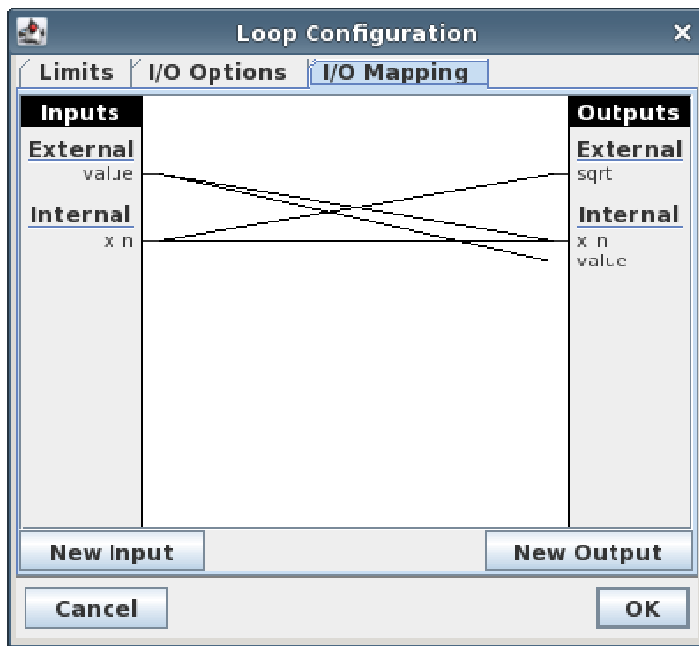 Loop Configuration
Limits I/O Options I/O Mapping
Inputs
External
value
Internal
x n
Outputs
External
sqrt
Internal
x n
value
New Input New Output
Cancel OK